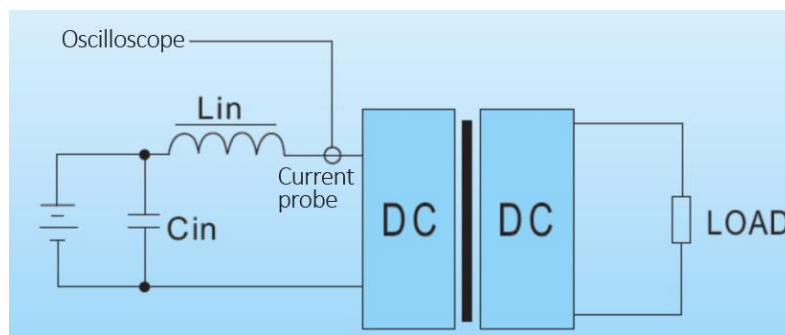 Oscilloscope
Lin
Current
probe
Cin
DC
DC
LOAD